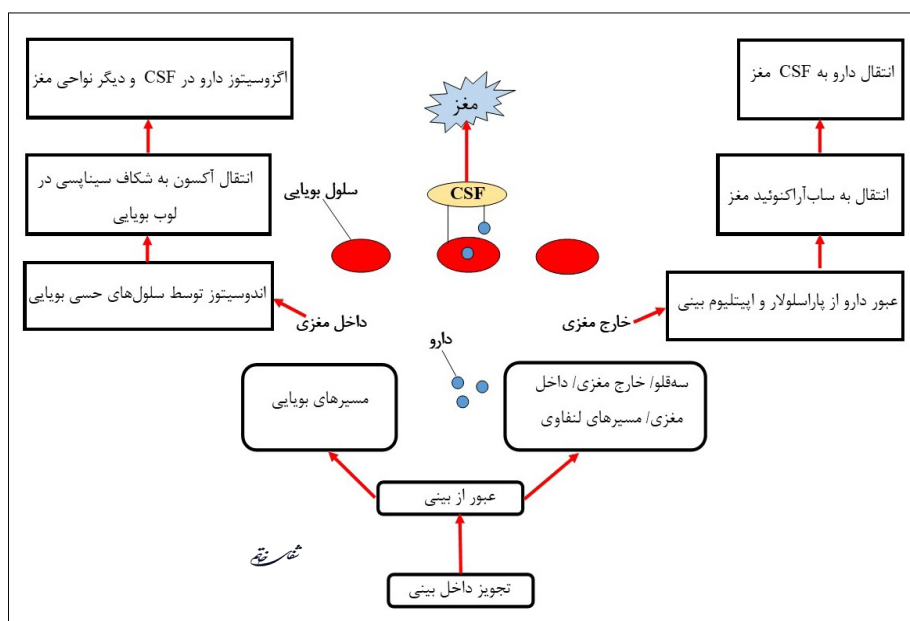 اگزوسیتوز دارو در CSF و دیگر نواحی مغز
انتقال آکسون به شکاف سیناپسی در
لوب بویایی
اندوسیتوز توسط سلول‌های حسی بویایی
داخل مغزی
مغز
CSF
سلول بویایی
دارو
انتقال دارو به CSF مغز
انتقال به ساب‌آراکنوئید مغز
عبور دارو از پاراسلولار و اپیتلیوم بینی
خارج مغزی
سه‌قلو/ خارج مغزی/ داخل
مغزی/ مسیرهای لنفاوی
مسیرهای بویایی
عبور از بینی
تجویز داخل بینی
شفای خاتم